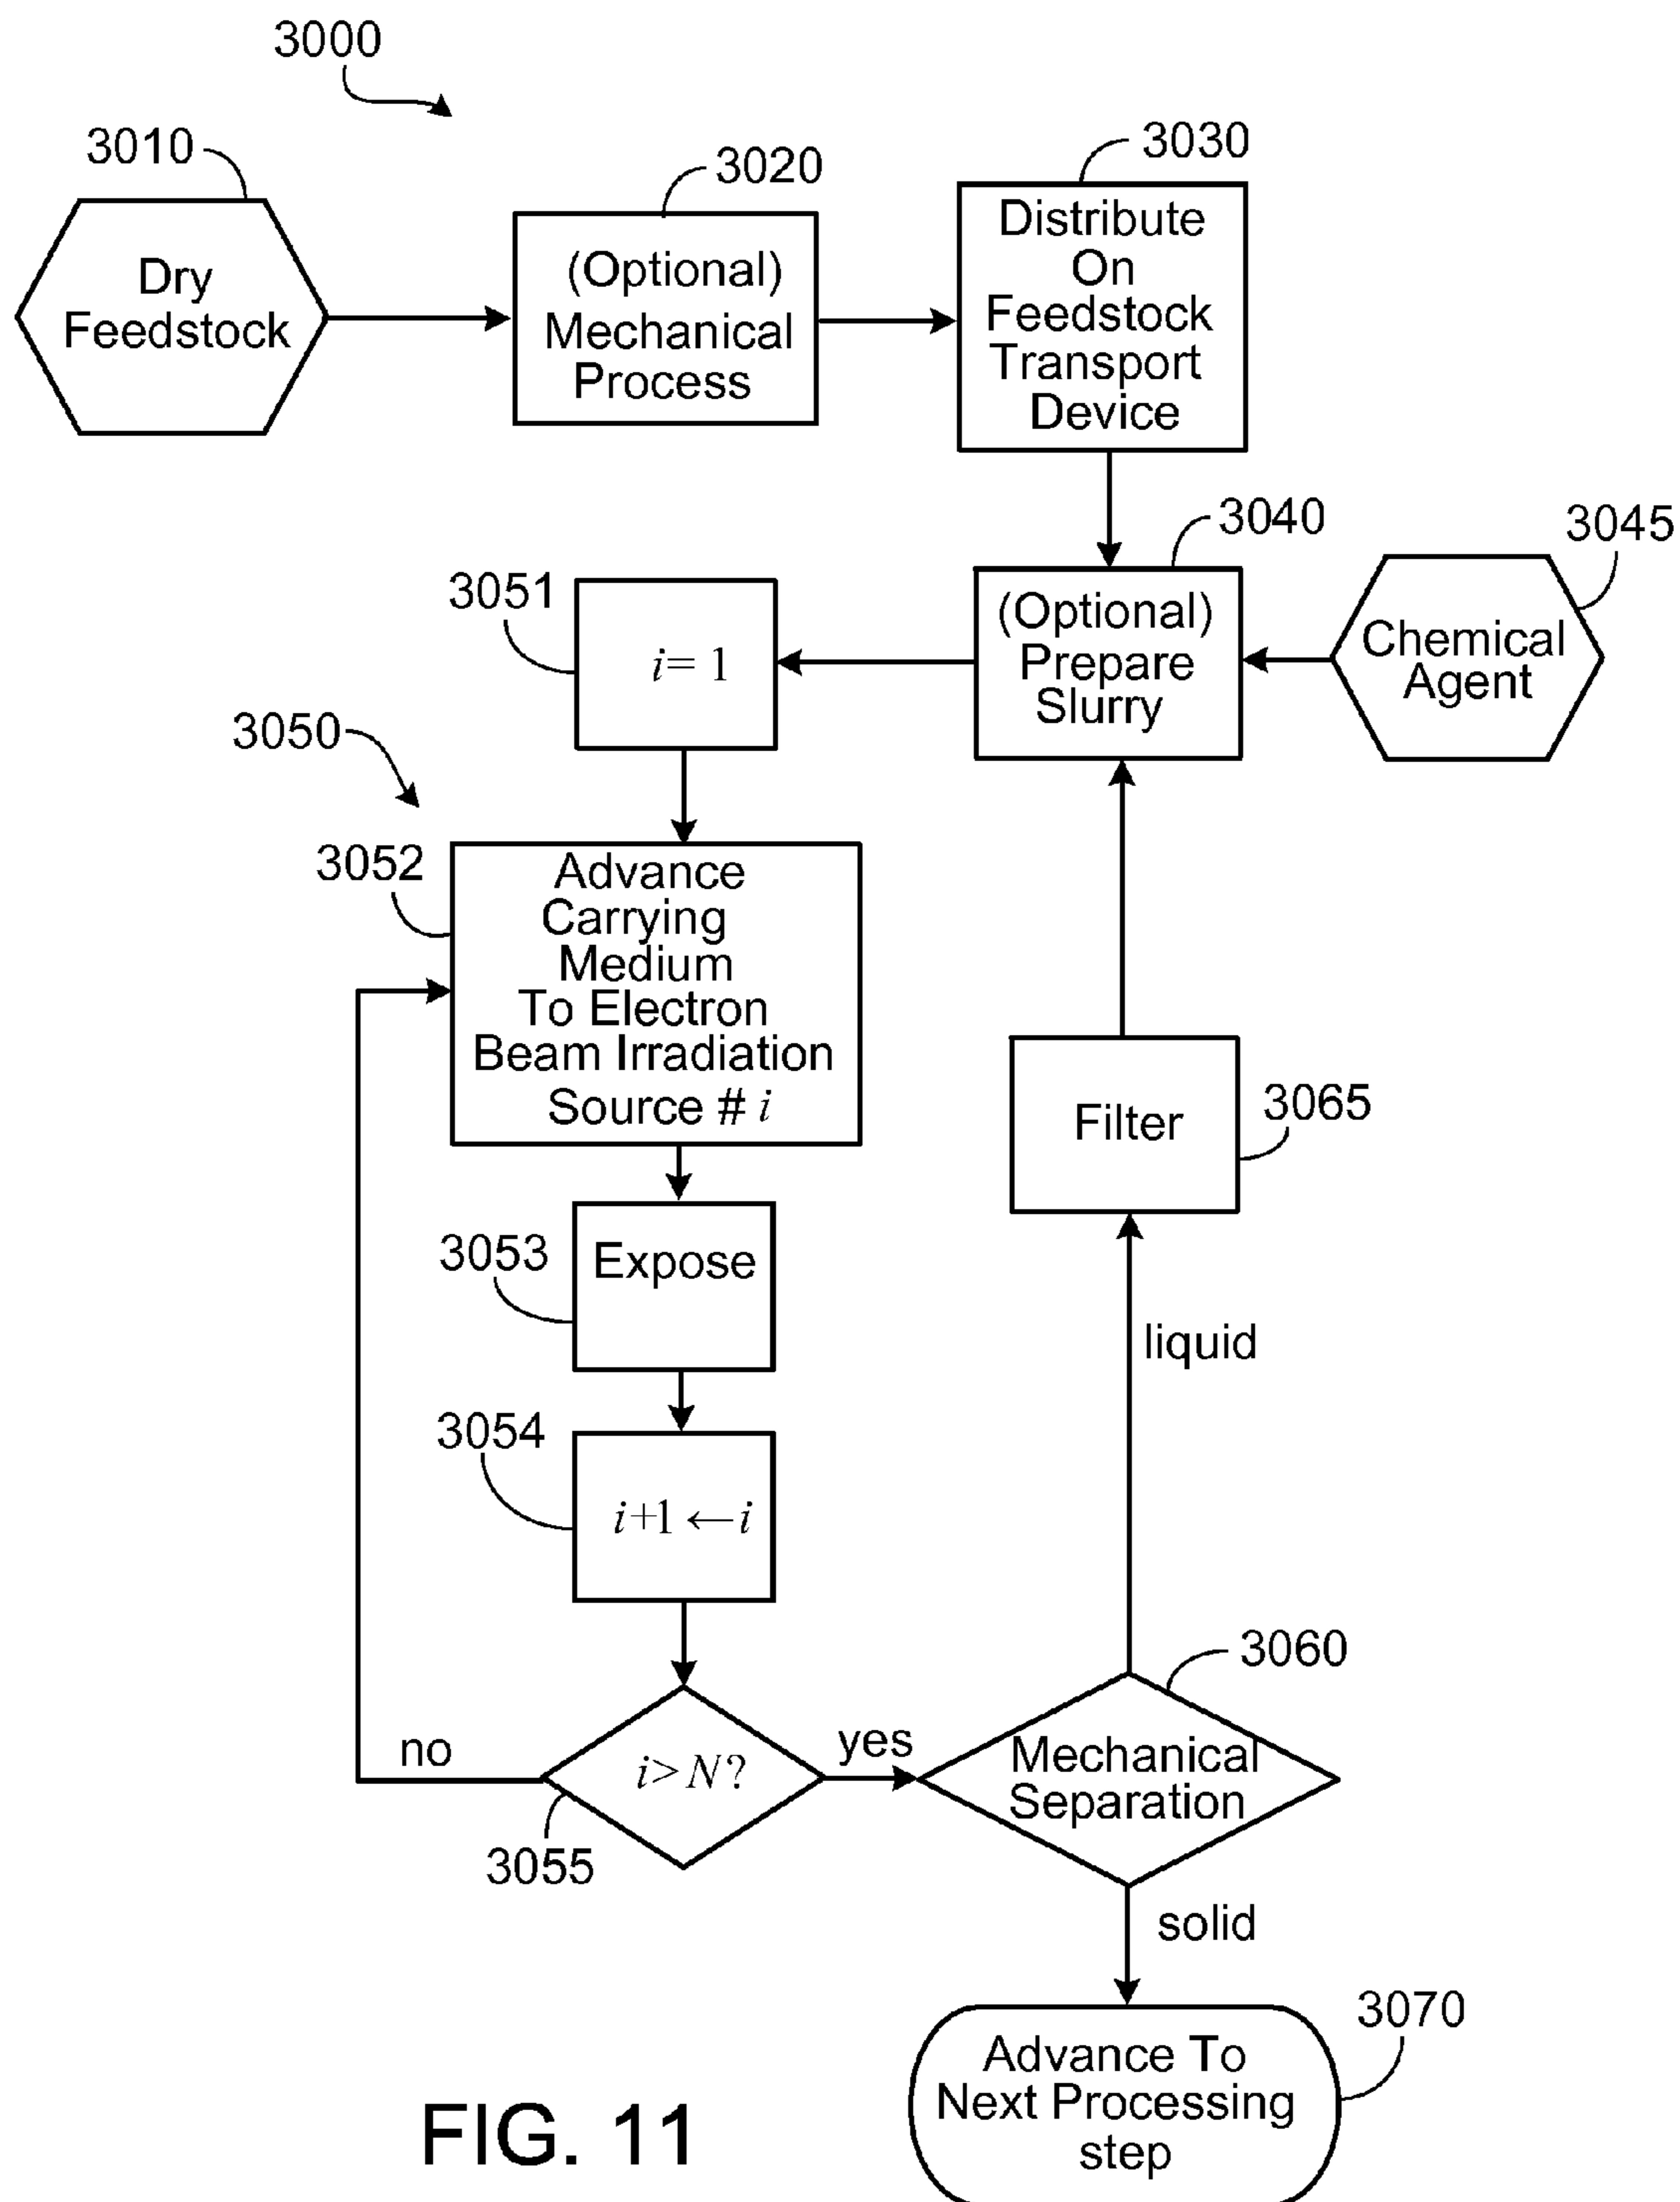 3000
3010
3020
3030
Dry
Feedstock
(Optional)
Mechanical
Process
Distribute
On
Feedstock
Transport
Device
3040
3045
3051
i= 1
(Optional)
Prepare
Slurry
Chemical
Agent
3050
3052
Advance
Carrying
Medium
To Electron
Beam Irradiation
Source # i
Filter
3065
3053
Expose
liquid
3054
i+1 ←i
3060
no
i>N?
yes
Mechanical
Separation
3055
solid
3070
Advance To
Next Processing
step
FIG. 11